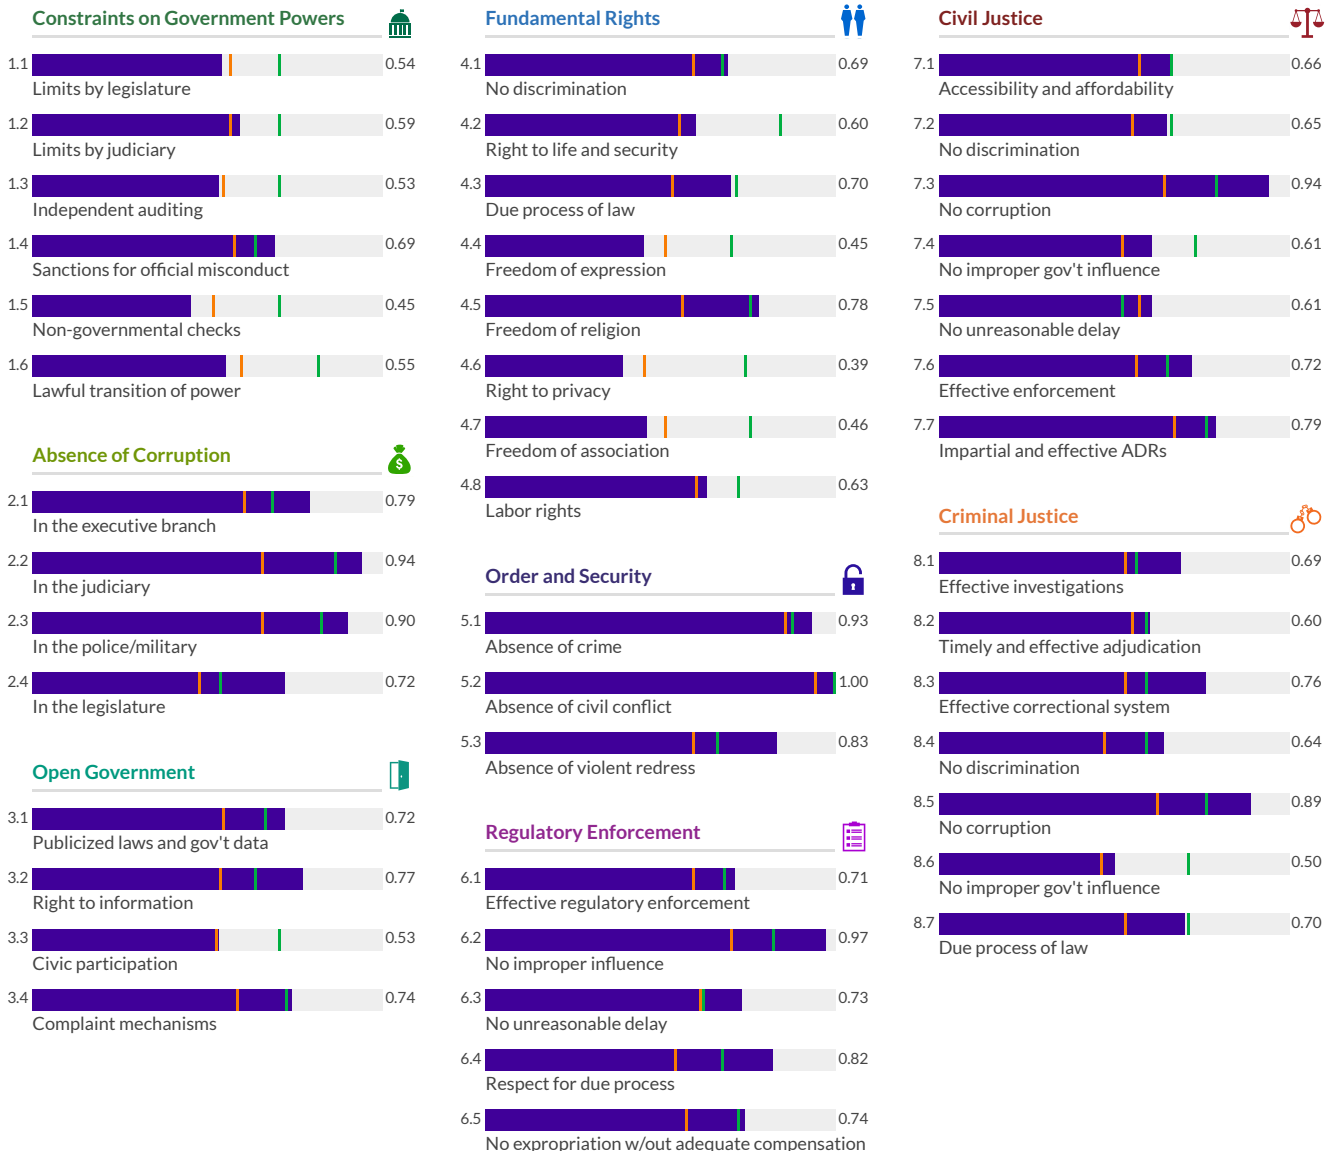 Constraints on Government Powers
1.1 0.54
Limits by legislature
1.2 0.59
Limits by judiciary
1.3 0.53
Independent auditing
1.4 0.69
Sanctions for official misconduct
1.5 0.45
Non-governmental checks
1.6 0.55
Lawful transition of power
Absence of Corruption
$
2.1 0.79
In the executive branch
2.2 0.94
In the judiciary
2.3 0.90
In the police/military
2.4 0.72
In the legislature
Open Government
3.1 0.72
Publicized laws and gov't data
3.2 0.77
Right to information
3.3 0.53
Civic participation
3.4 0.74
Complaint mechanisms
Fundamental Rights
4.1 0.69
No discrimination
4.2 0.60
Right to life and security
4.3 0.70
Due process of law
4.4 0.45
Freedom of expression
4.5 0.78
Freedom of religion
4.6 0.39
Right to privacy
4.7 0.46
Freedom of association
4.8 0.63
Labor rights
Order and Security
5.1 0.93
Absence of crime
5.2 1.00
Absence of civil conflict
5.3 0.83
Absence of violent redress
Regulatory Enforcement
6.1 0.71
Effective regulatory enforcement
6.2 0.97
No improper influence
6.3 0.73
No unreasonable delay
6.4 0.82
Respect for due process
6.5 0.74
No expropriation w/out adequate compensation
Civil Justice
7.1 0.66
Accessibility and affordability
7.2 0.65
No discrimination
7.3 0.94
No corruption
7.4 0.61
No improper gov't influence
7.5 0.61
No unreasonable delay
7.6 0.72
Effective enforcement
7.7 0.79
Impartial and effective ADRs
Criminal Justice
8.1 0.69
Effective investigations
8.2 0.60
Timely and effective adjudication
8.3 0.76
Effective correctional system
8.4 0.64
No discrimination
8.5 0.89
No corruption
8.6 0.50
No improper gov't influence
8.7 0.70
Due process of law